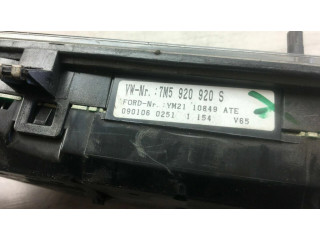 VW-Nr.:7M5 920 920 S
FORD-Nr.:YM21 10849 ATE
090106 0251 1 154 V65